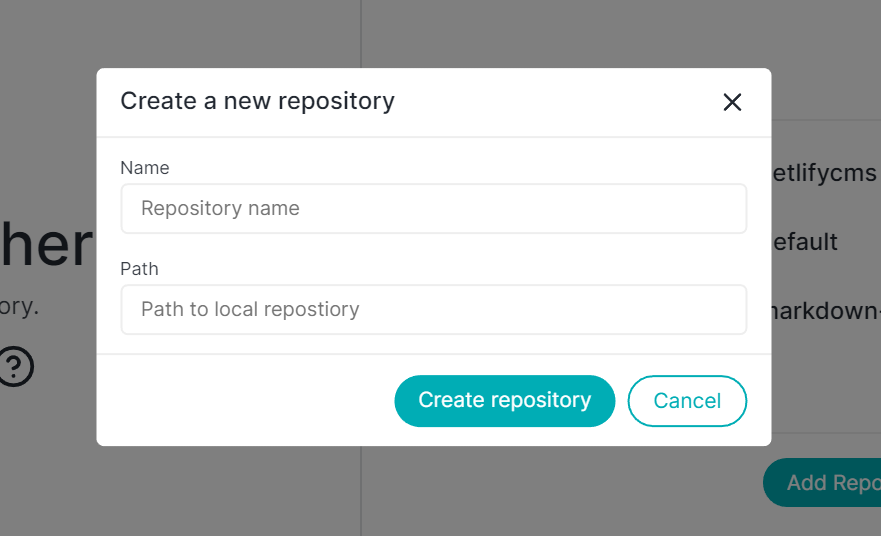 Create a new repository
Name
Repository name
Path
Path to local repostiory
Create repository Cancel
her
ory.
?
etlifycms
efault
arkdown-
Add Repo